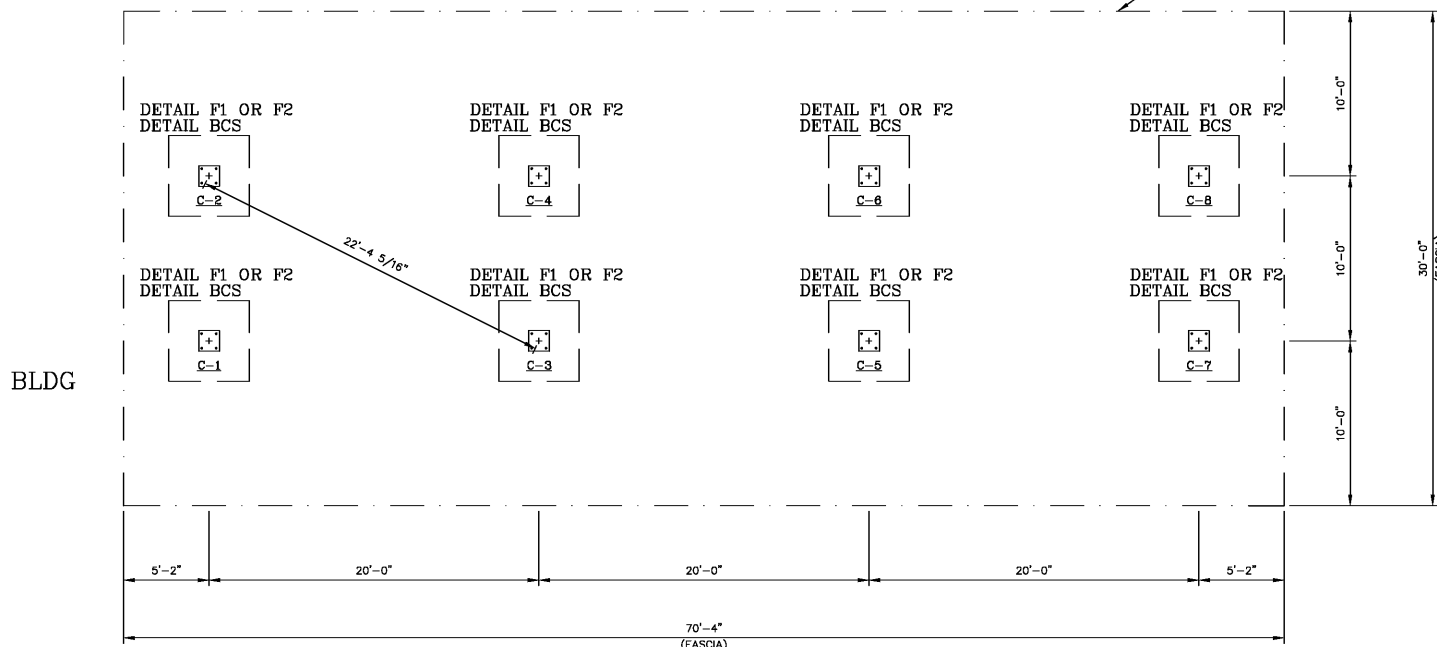 DETAIL F1 OR F2
DETAIL BCS
C-2
DETAIL F1 OR F2
DETAIL BCS
C-4
DETAIL F1 OR F2
DETAIL BCS
C-6
DETAIL F1 OR F2
DETAIL BCS
C-8
10'-0"
22'-4 5/16"
10'-0"
30'-0"
DETAIL F1 OR F2
DETAIL BCS
C-1
DETAIL F1 OR F2
DETAIL BCS
C-3
DETAIL F1 OR F2
DETAIL BCS
C-5
DETAIL F1 OR F2
DETAIL BCS
C-7
BLDG
10'-0"
5'-2"
20'-0"
20'-0"
20'-0"
5'-2"
70'-4"
(FASCIA)